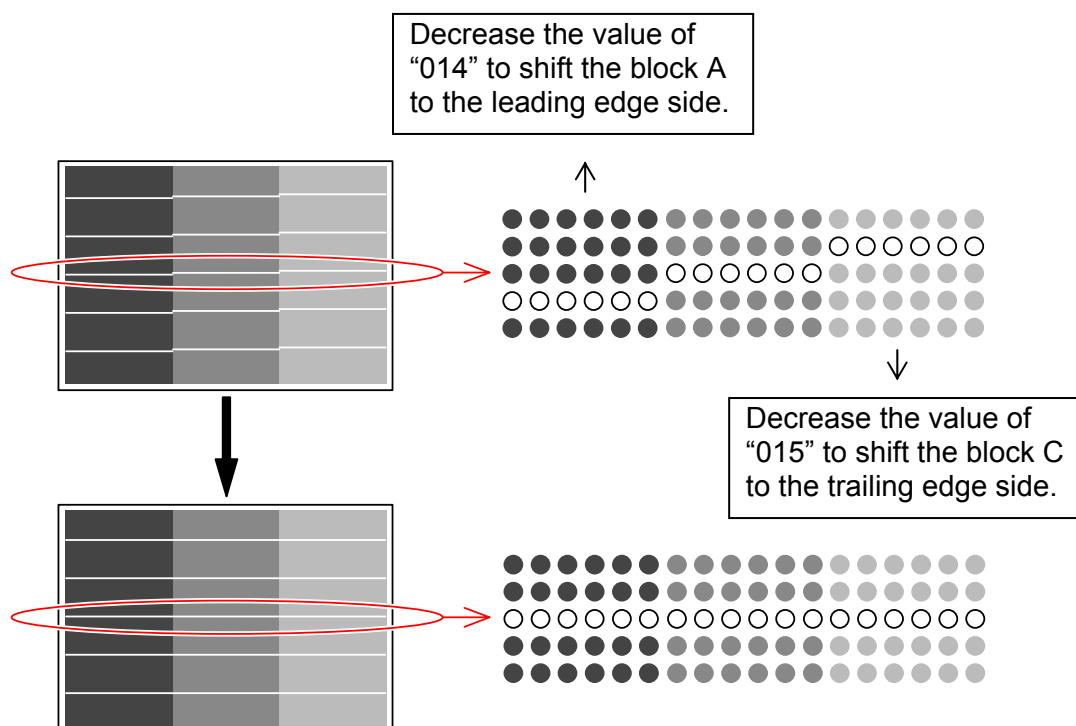 Decrease the value of
“014” to shift the block A
to the leading edge side.
Decrease the value of
“015” to shift the block C
to the trailing edge side.